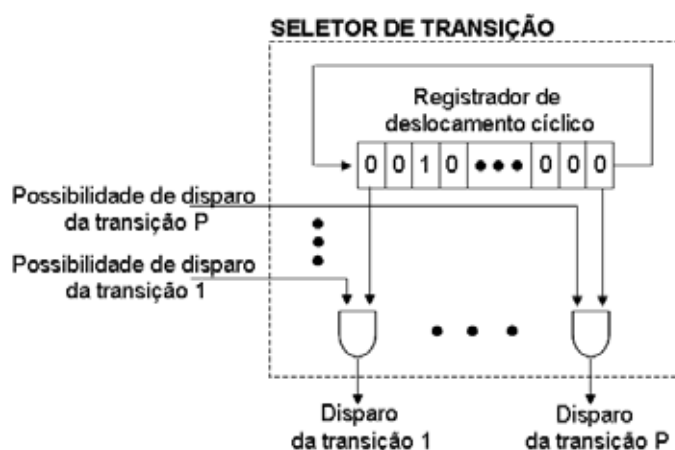 SELETOR DE TRANSIÇÃO
Registrador de
deslocamento cíclico
0 0 1 0 ••• 0 0 0
Possibilidade de disparo
da transição P
Possibilidade de disparo
da transição 1
Disparo
da transição 1
Disparo
da transição P